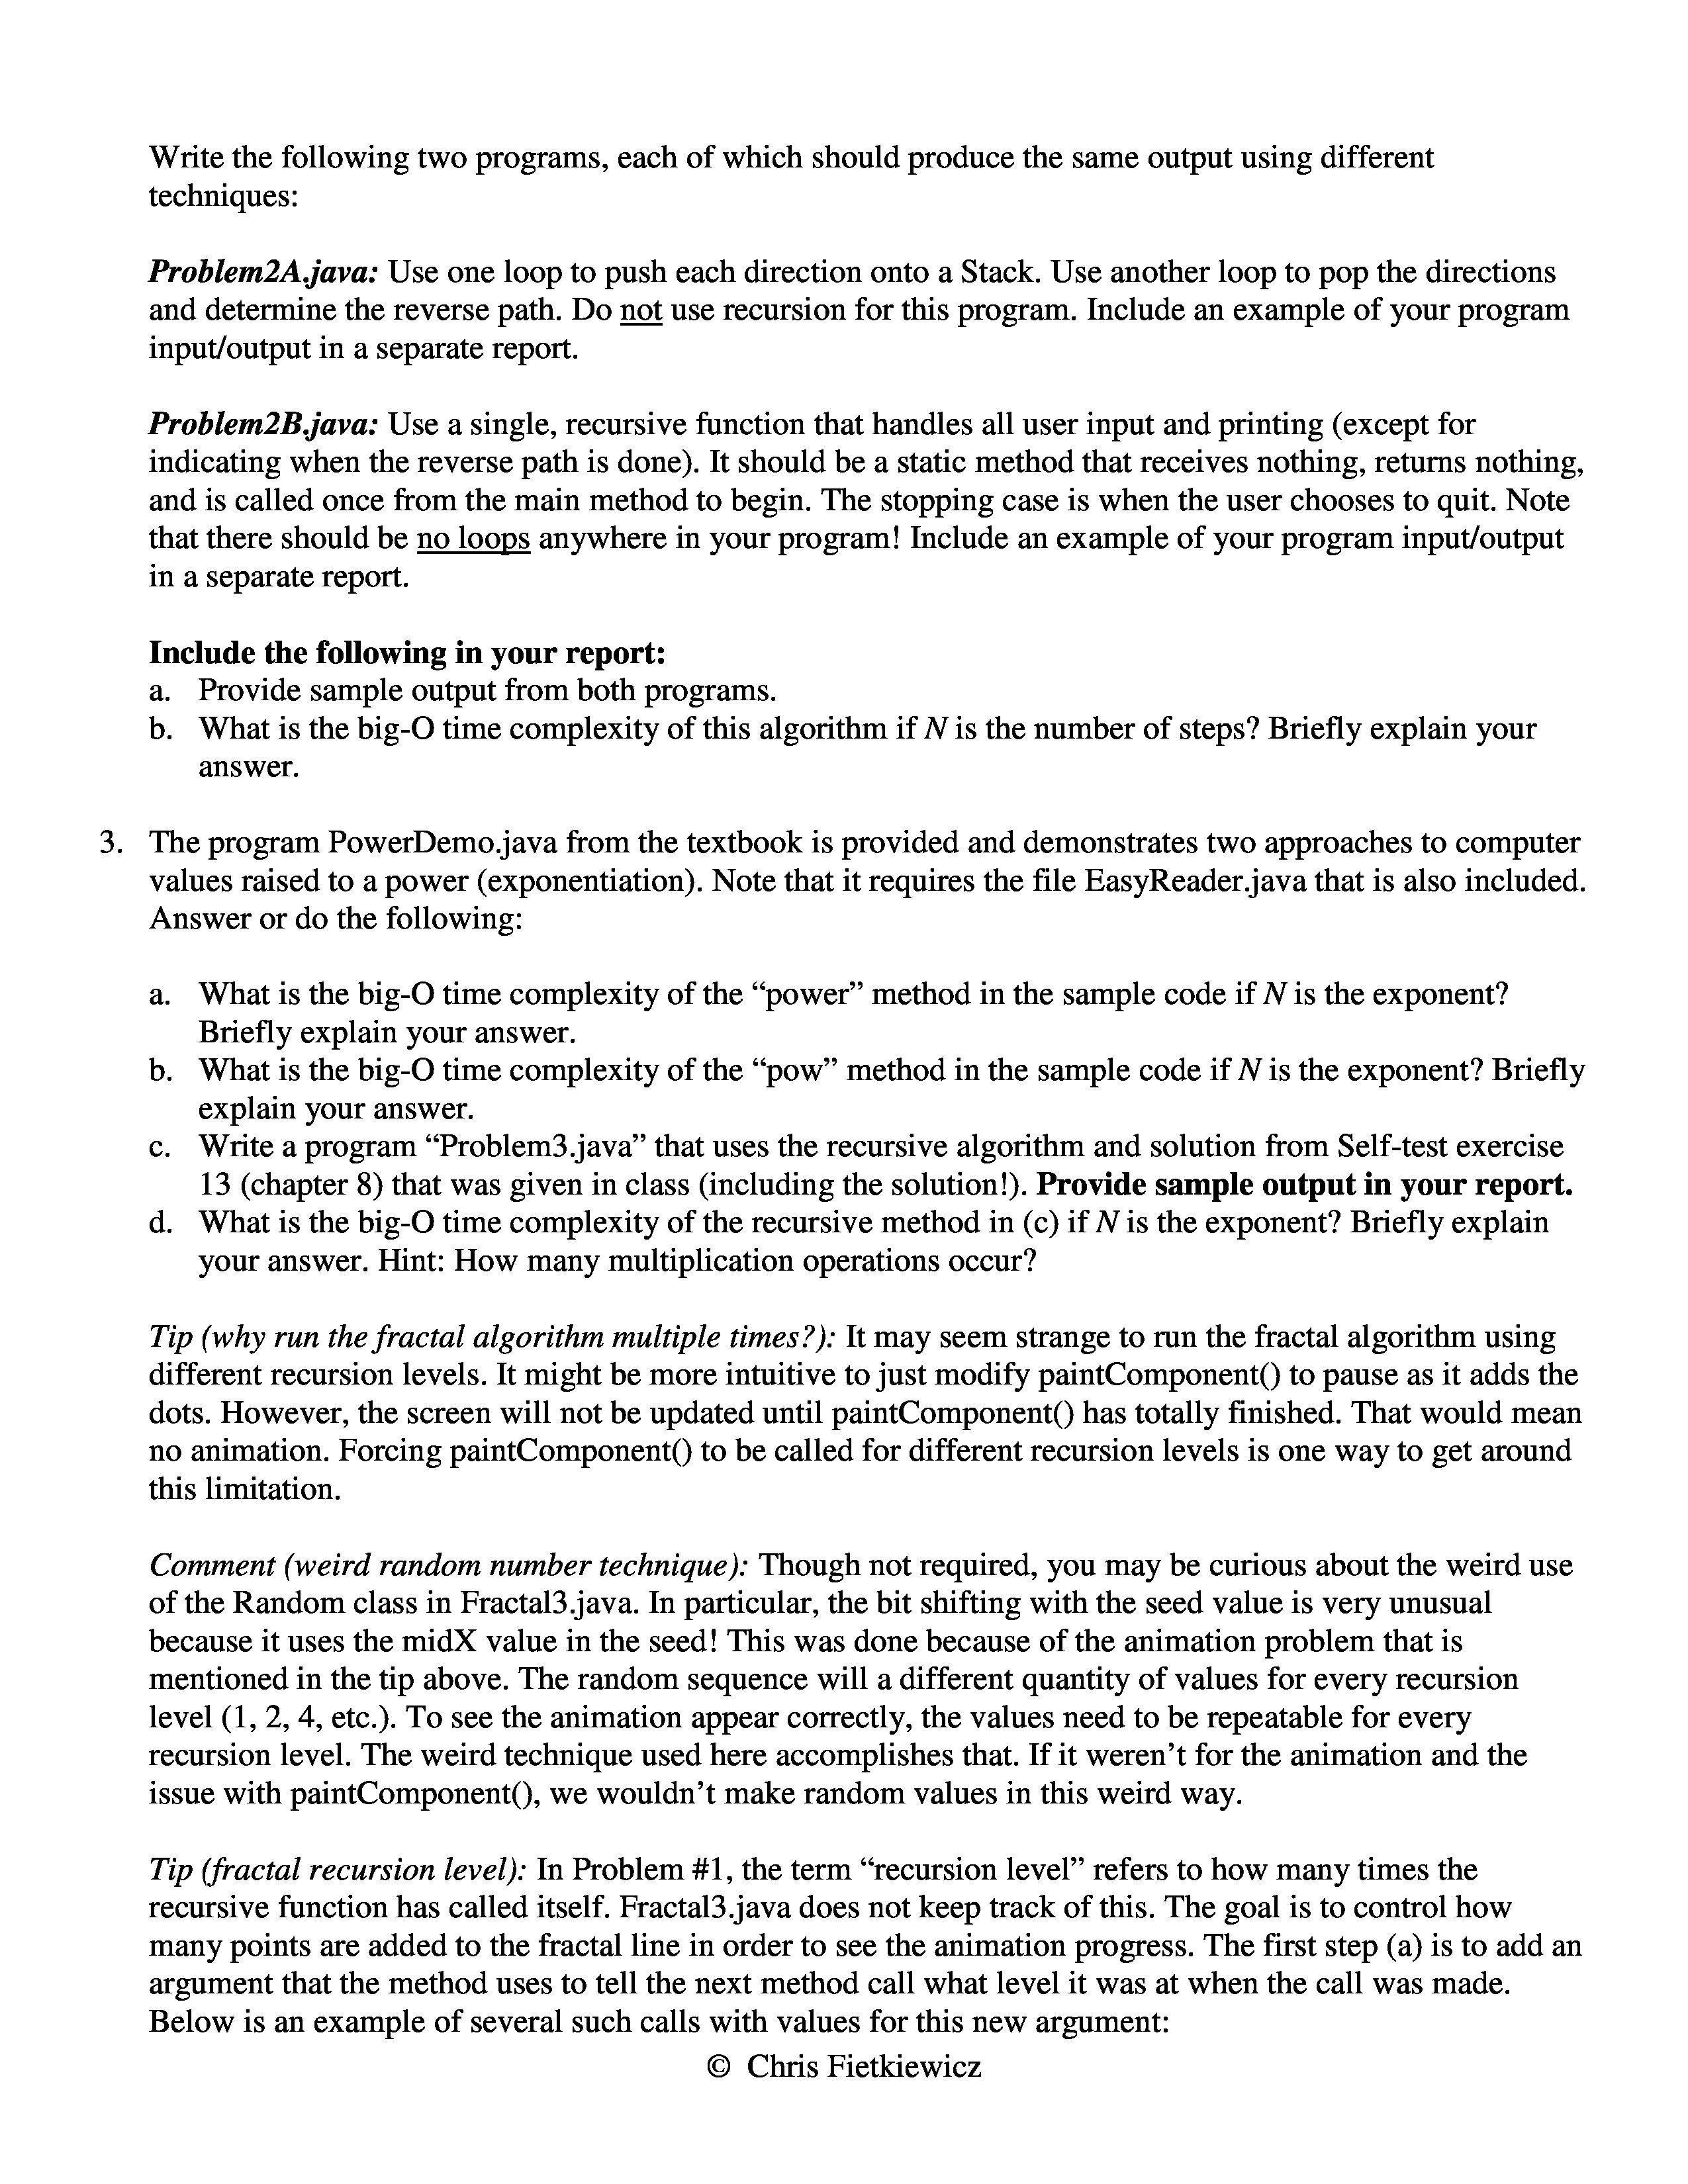 Write the following two programs, each of which should produce the same output using different
techniques:
Problem2A.java: Use one loop to push each direction onto a Stack. Use another loop to pop the directions
and determine the reverse path. Do not use recursion for this program. Include an example of your program
input/output in a separate report.
Problem2B.java: Use a single, recursive function that handles all user input and printing (except for
indicating when the reverse path is done). It should be a static method that receives nothing, returns nothing,
and is called once from the main method to begin. The stopping case is when the user chooses to quit. Note
that there should be no loops anywhere in your program! Include an example of your program input/output
in a separate report.
Include the following in your report:
a. Provide sample output from both programs.
b. What is the big-O time complexity of this algorithm if N is the number of steps? Briefly explain your
answer.
3. The program PowerDemo.java from the textbook is provided and demonstrates two approaches to computer
values raised to a power (exponentiation). Note that it requires the file EasyReader.java that is also included.
Answer or do the following:
a. What is the big-O time complexity of the “power” method in the sample code if N is the exponent?
Briefly explain your answer.
b. What is the big-O time complexity of the “pow” method in the sample code if N is the exponent? Briefly
explain your answer.
c. Write a program “Problem3.java” that uses the recursive algorithm and solution from Self-test exercise
13 (chapter 8) that was given in class (including the solution!). Provide sample output in your report.
d. What is the big-O time complexity of the recursive method in (c) if N is the exponent? Briefly explain
your answer. Hint: How many multiplication operations occur?
Tip (why run the fractal algorithm multiple times?): It may seem strange to run the fractal algorithm using
different recursion levels. It might be more intuitive to just modify paintComponent() to pause as it adds the
dots. However, the screen will not be updated until paintComponent() has totally finished. That would mean
no animation. Forcing paintComponent() to be called for different recursion levels is one way to get around
this limitation.
Comment (weird random number technique): Though not required, you may be curious about the weird use
of the Random class in Fractal3.java. In particular, the bit shifting with the seed value is very unusual
because it uses the midX value in the seed! This was done because of the animation problem that is
mentioned in the tip above. The random sequence will a different quantity of values for every recursion
level (1, 2, 4, etc.). To see the animation appear correctly, the values need to be repeatable for every
recursion level. The weird technique used here accomplishes that. If it weren’t for the animation and the
issue with paintComponent(), we wouldn’t make random values in this weird way.
Tip (fractal recursion level): In Problem #1, the term “recursion level” refers to how many times the
recursive function has called itself. Fractal3.java does not keep track of this. The goal is to control how
many points are added to the fractal line in order to see the animation progress. The first step (a) is to add an
argument that the method uses to tell the next method call what level it was at when the call was made.
Below is an example of several such calls with values for this new argument:
© Chris Fietkiewicz